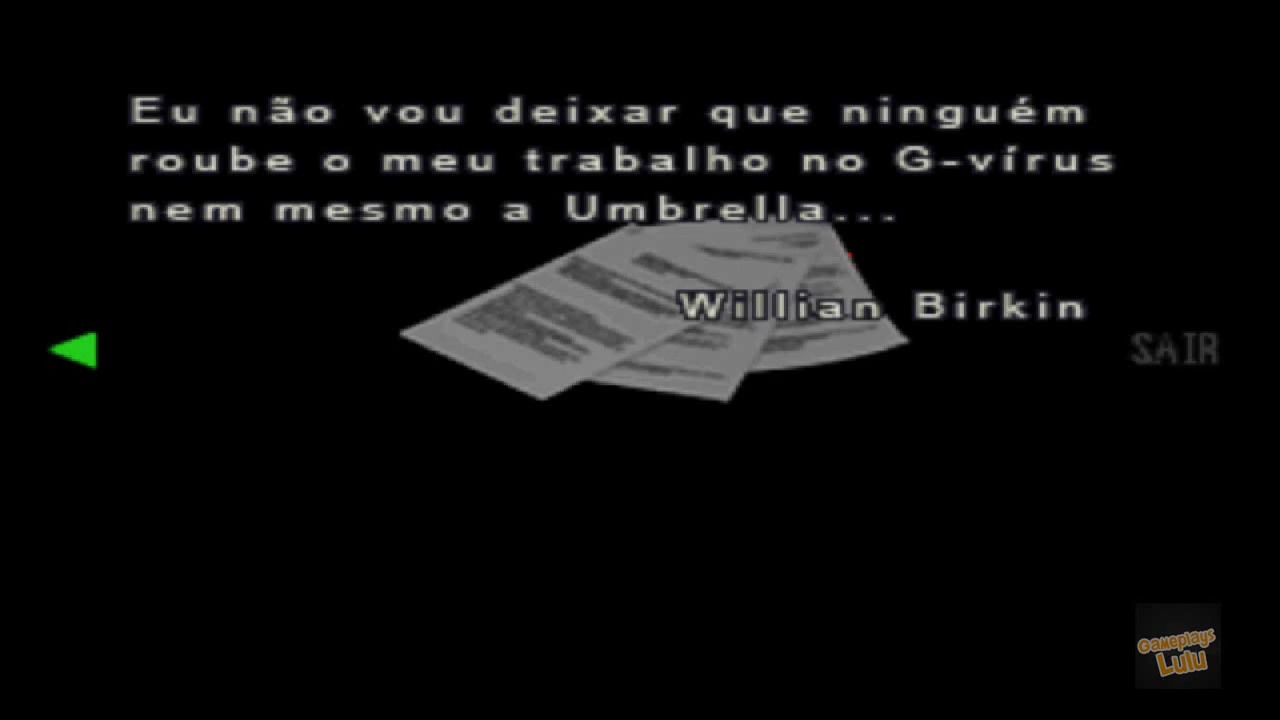 Eu não vou deixar que ninguém
roube o meu trabalho no G-vírus
nem mesmo a Umbrella...
Willian Birkin
SAIR
Gameplays
Lulu